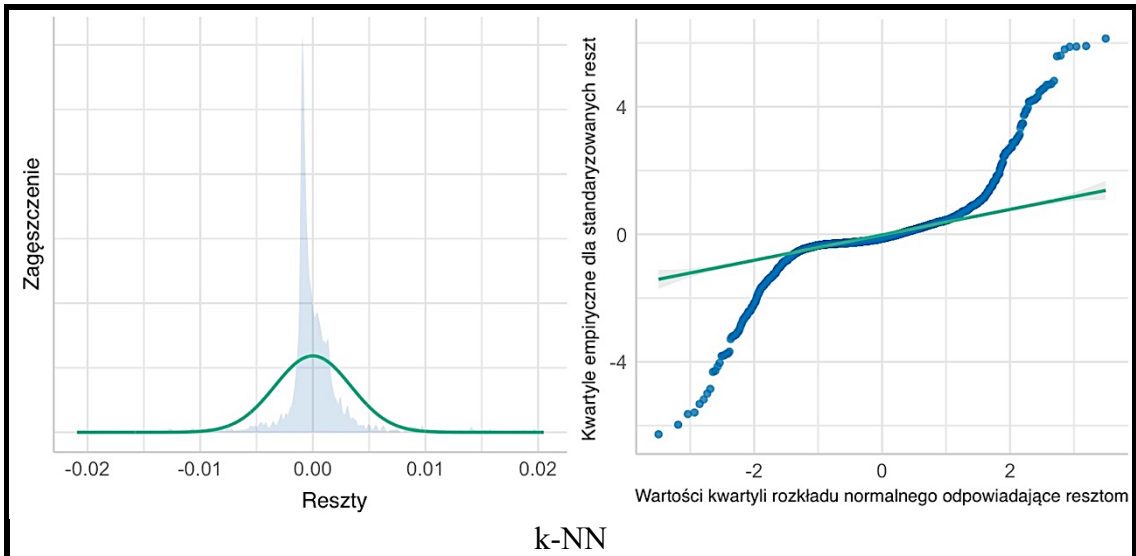 Zagęszczenie
-0.02 -0.01 0.00 0.01 0.02
Reszty
Kwartyle empiryczne dla standaryzowanych reszt
4
0
-4
-2 0 2
Wartości kwartyli rozkładu normalnego odpowiadające resztom
k-NN